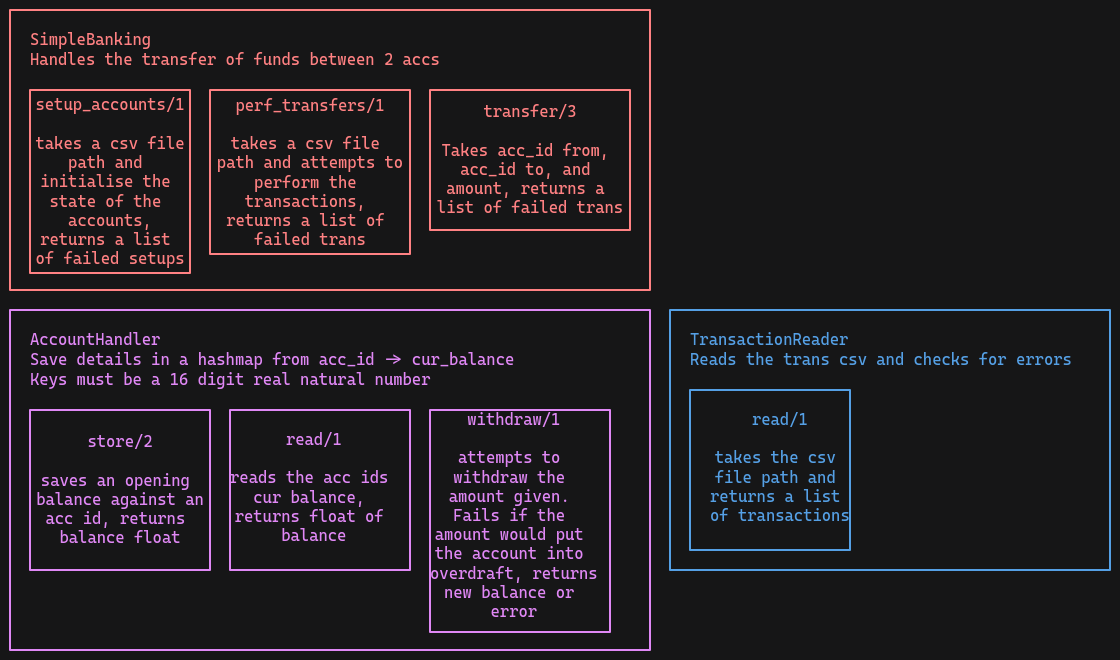 SimpleBanking
Handles the transfer of funds between 2 accs
setup_accounts/1
takes a csv file
path and
initialise the
state of the
accounts,
returns a list
of failed setups
perf_transfers/1
takes a csv file
path and attempts to
perform the
transactions,
returns a list of
failed trans
transfer/3
Takes acc_id from,
acc_id to, and
amount, returns a
list of failed trans
AccountHandler
Save details in a hashmap from acc_id -> cur_balance
Keys must be a 16 digit real natural number
store/2
saves an opening
balance against an
acc id, returns
balance float
read/1
reads the acc ids
cur balance,
returns float of
balance
withdraw/1
attempts to
withdraw the
amount given.
Fails if the
amount would put
the account into
overdraft, returns
new balance or
error
TransactionReader
Reads the trans csv and checks for errors
read/1
takes the csv
file path and
returns a list
of transactions